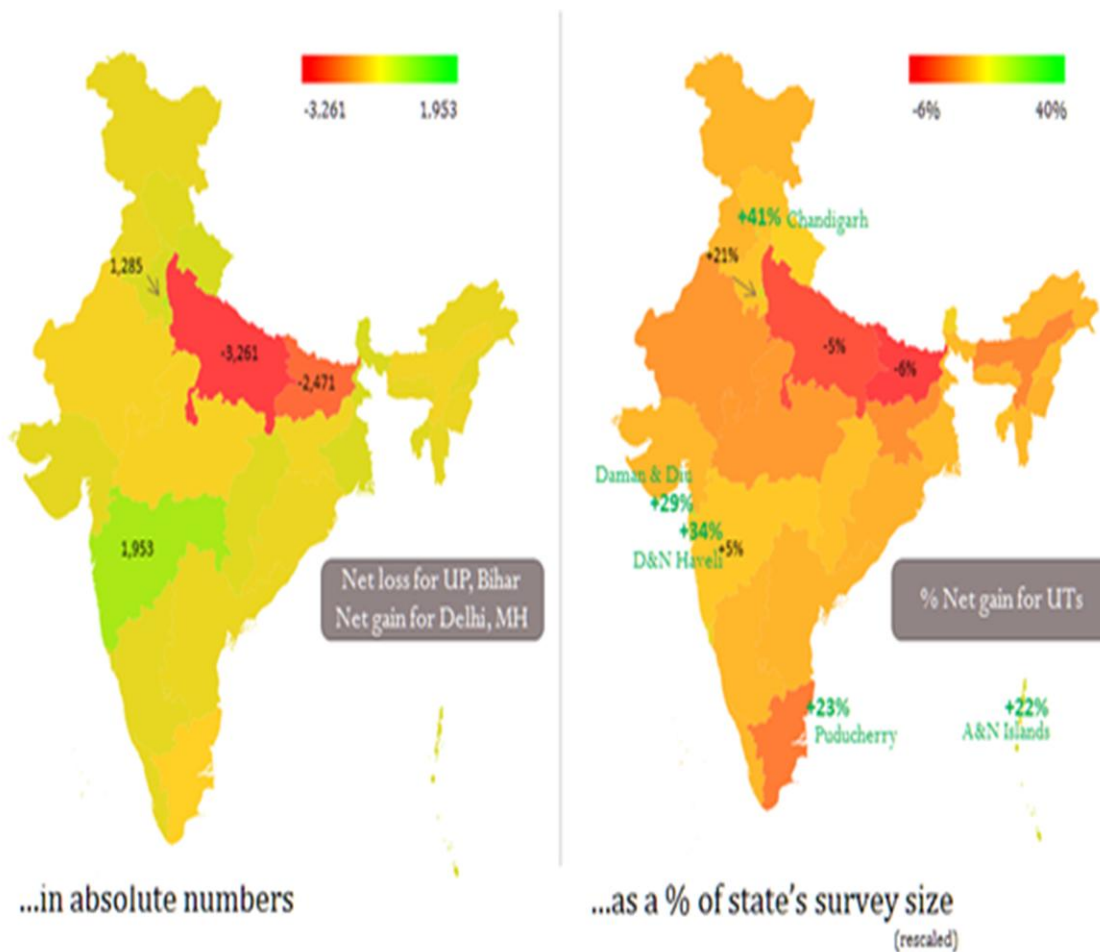 -3.261 1.953
1,285
-3,261
-2,471
1,953
Net loss for UP, Bihar
Net gain for Delhi, MH
...in absolute numbers
-6% 40%
+41% Chandigarh
+21%
-5%
-6%
Daman & Diu
+29%
+34%
D&N Haveli
+5%
% Net gain for UTs
+23%
Puducherry
+22%
A&N Islands
...as a % of state's survey size
(rescaled)